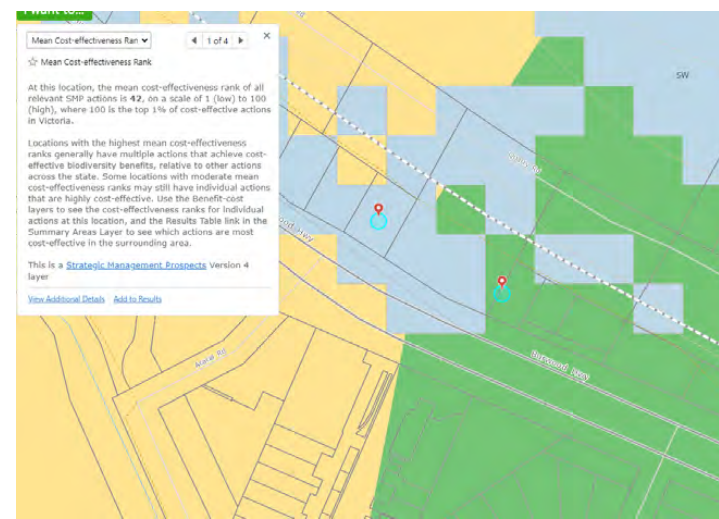 I want to...
Mean Cost-effectiveness Ran
1 of 4
Mean Cost-effectiveness Rank
At this location, the mean cost-effectiveness rank of all
relevant SMP actions is 42, on a scale of 1 (low) to 100
(high), where 100 is the top 1% of cost-effective actions
in Victoria.
Locations with the highest mean cost-effectiveness
ranks generally have multiple actions that achieve cost-
effective biodiversity benefits, relative to other actions
across the state. Some locations with moderate mean
cost-effectiveness ranks may still have individual actions
that are highly cost-effective. Use the Benefit-cost
layers to see the cost-effectiveness ranks for individual
actions at this location, and the Results Table link in the
Summary Areas Layer to see which actions are most
cost-effective in the surrounding area.
This is a Strategic Management Prospects Version 4
layer
View Additional Details Add to Results
SW
Hwy
Burwood Hwy